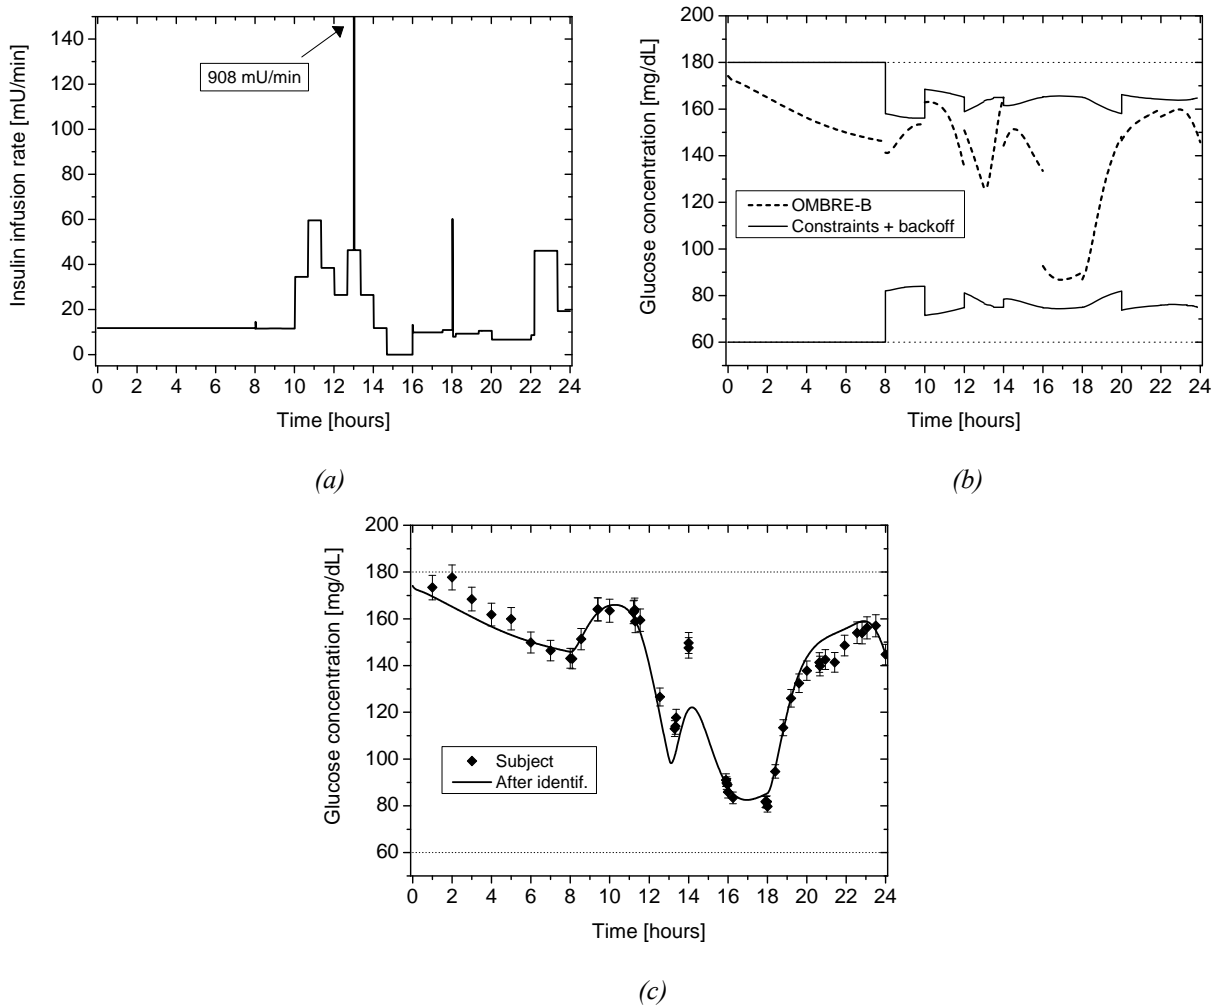 140
120
100
80
60
40
20
0
Insulin infusion rate [mU/min]
908 mU/min
0 2 4 6 8 10 12 14 16 18 20 22 24
Time [hours]
(a)
200
180
160
140
120
100
80
60
Glucose concentration [mg/dL]
OMBRE-B
Constraints + backoff
0 2 4 6 8 10 12 14 16 18 20 22 24
Time [hours]
(b)
200
180
160
140
120
100
80
60
Glucose concentration [mg/dL]
Subject
After identif.
0 2 4 6 8 10 12 14 16 18 20 22 24
Time [hours]
(c)